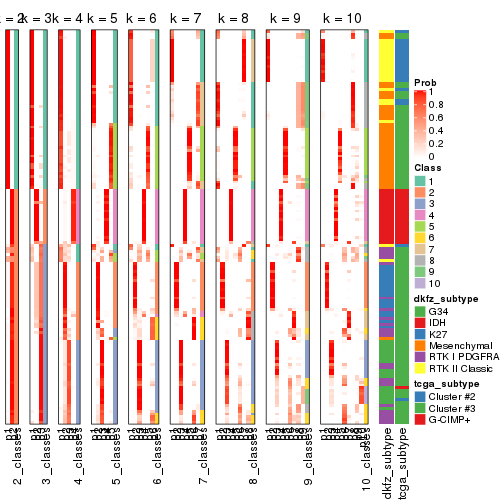 k = 2
k = 3
k = 4
k = 5
k = 6
k = 7
k = 8
k = 9
k = 10
Prob
1
0.8
0.6
0.4
0.2
0
Class
1
2
3
4
5
6
7
8
9
10
dkfz_subtype
G34
IDH
K27
Mesenchymal
RTK I PDGFRA
RTK II Classic
tcga_subtype
Cluster #2
Cluster #3
G-CIMP+
2_classes
3_classes
4_classes
5_classes
6_classes
7_classes
8_classes
9_classes
10_classes
dkfz_subtype
tcga_subtype